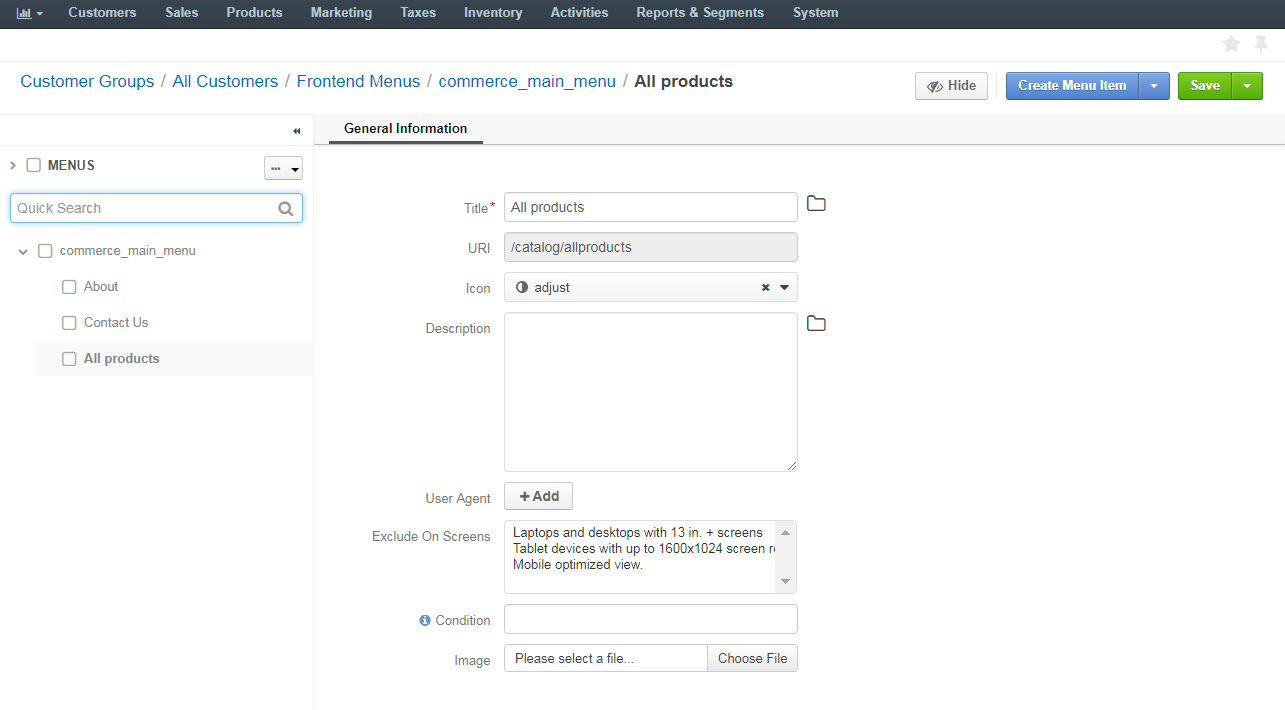 Customers Sales Products Marketing Taxes Inventory Activities Reports & Segments System
Customer Groups / All Customers / Frontend Menus / commerce_main_menu / All products
Hide
Create Menu Item
Save
General Information
MENUS
Quick Search
commerce_main_menu
About
Contact Us
All products
Title* All products
URI /catalog/allproducts
Icon adjust
Description
User Agent + Add
Exclude On Screens Laptops and desktops with 13 in. + screens
Tablet devices with up to 1600x1024 screen re
Mobile optimized view.
Condition
Image Please select a file... Choose File